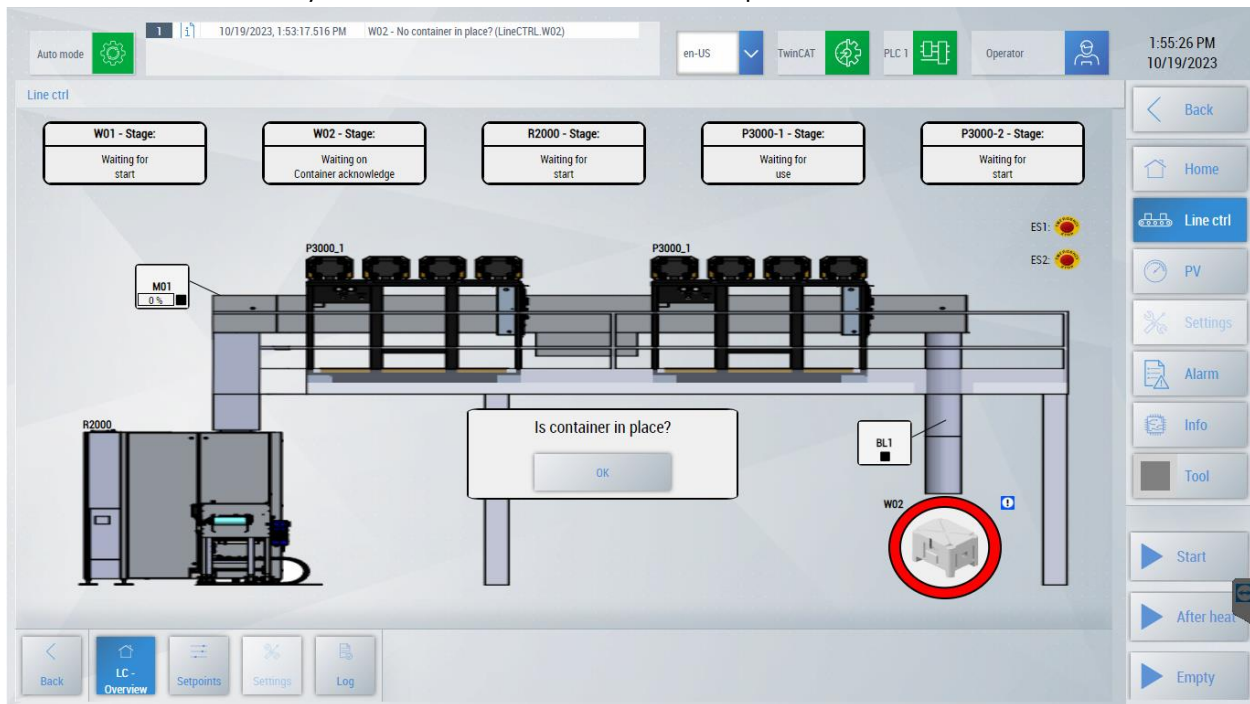 Auto mode
1
10/19/2023, 1:53:17.516 PM W02 - No container in place? (LineCTRL.W02)
en-US
TwinCAT
PLC 1
Operator
1:55:26 PM
10/19/2023
Line ctrl
W01 - Stage:
Waiting for
start
W02 - Stage:
Waiting on
Container acknowledge
R2000 - Stage:
Waiting for
start
P3000-1 - Stage:
Waiting for
use
P3000-2 - Stage:
Waiting for
start
Back
Home
Line ctrl
PV
Settings
Alarm
Info
Tool
Start
After heat
Empty
ES1:
ES2:
P3000_1
P3000_1
M01
0 %
R2000
Is container in place?
OK
BL1
W02
Back
LC -
Overview
Setpoints
Settings
Log